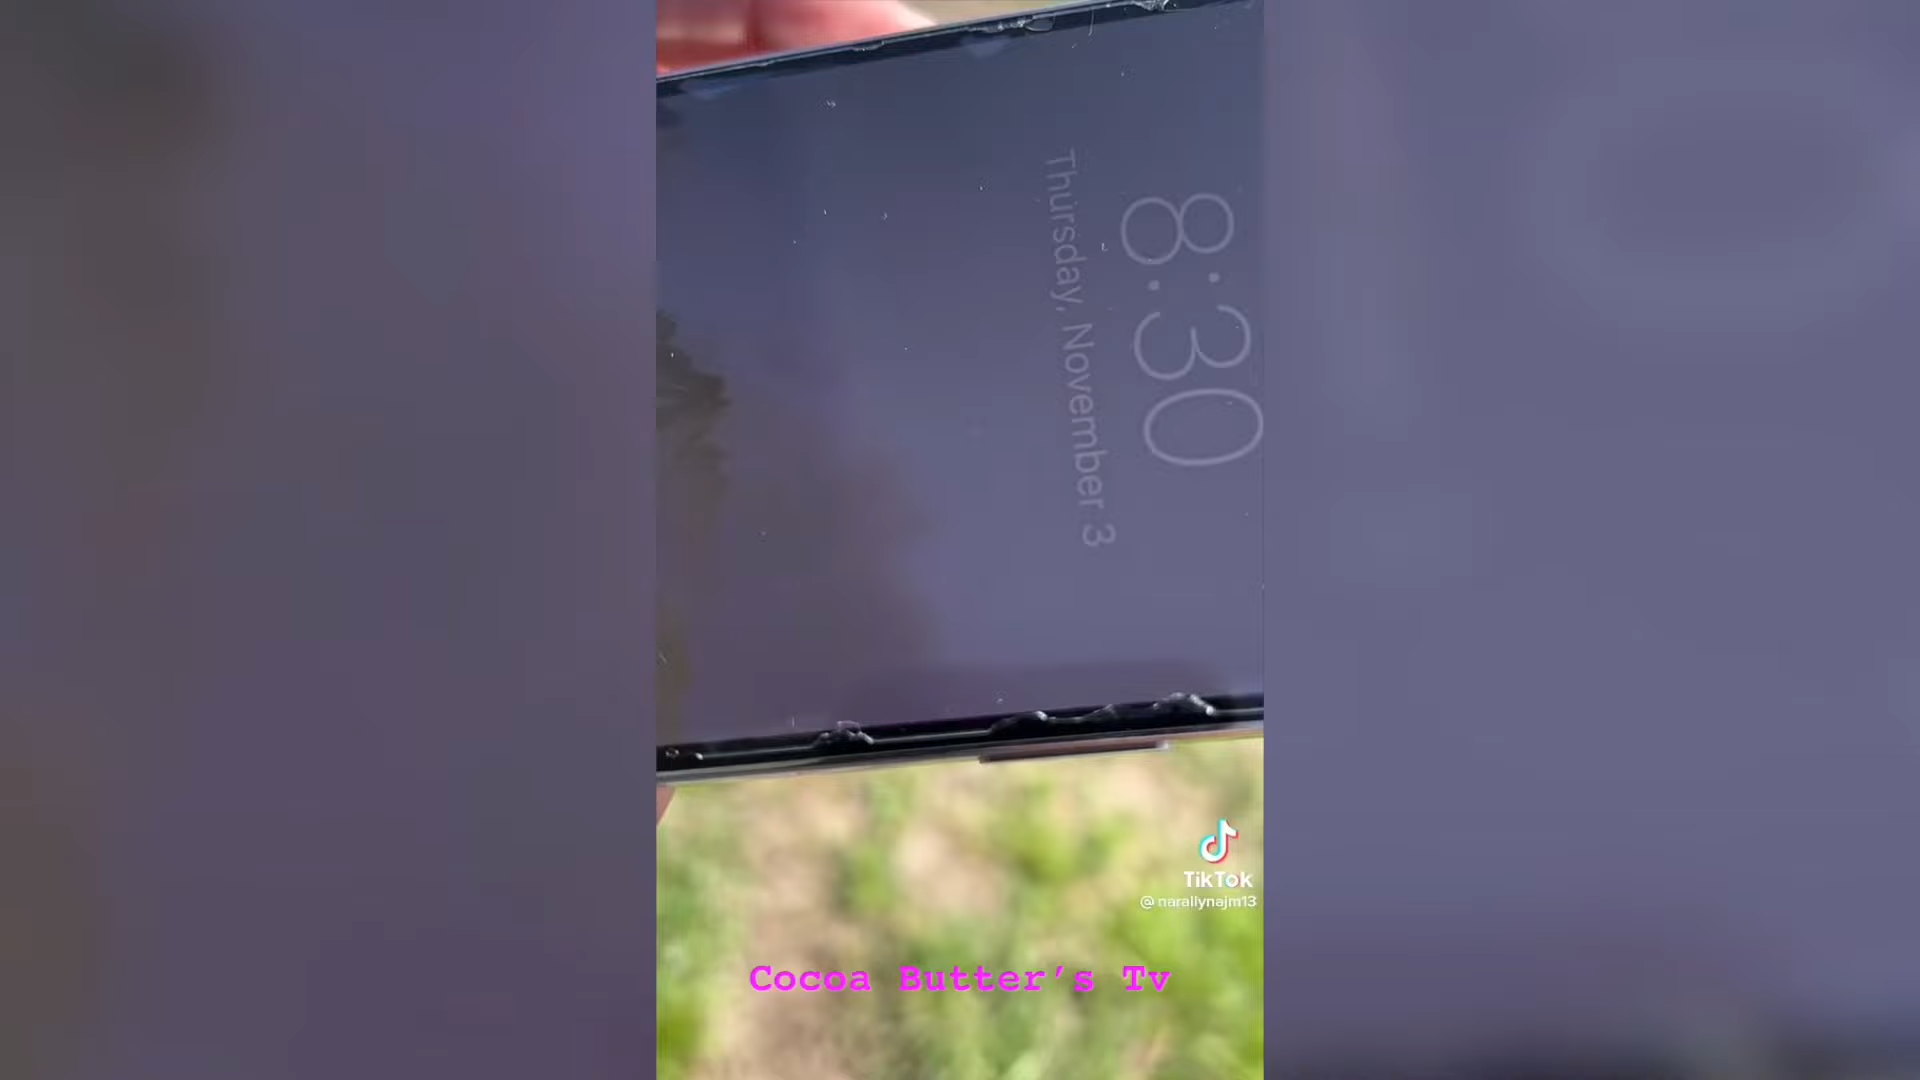 8:30
Thursday, November 3
TikTok
@narallynajm13
Cocoa Butter's Tv